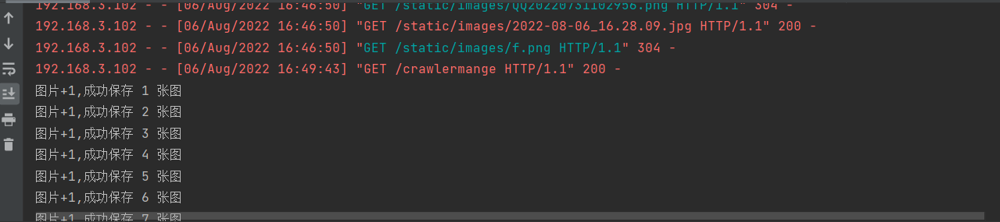 192.168.3.102 - - [06/Aug/2022 16:46:50] "GET /static/images/QQ20220731102956.png HTTP/1.1" 304 -
192.168.3.102 - - [06/Aug/2022 16:46:50] "GET /static/images/2022-08-06_16.28.09.jpg HTTP/1.1" 200 -
192.168.3.102 - - [06/Aug/2022 16:46:50] "GET /static/images/f.png HTTP/1.1" 304 -
192.168.3.102 - - [06/Aug/2022 16:49:43] "GET /crawlermange HTTP/1.1" 200 -
图片+1,成功保存 1 张图
图片+1,成功保存 2 张图
图片+1,成功保存 3 张图
图片+1,成功保存 4 张图
图片+1,成功保存 5 张图
图片+1,成功保存 6 张图
图片+1,成功保存 7 张图